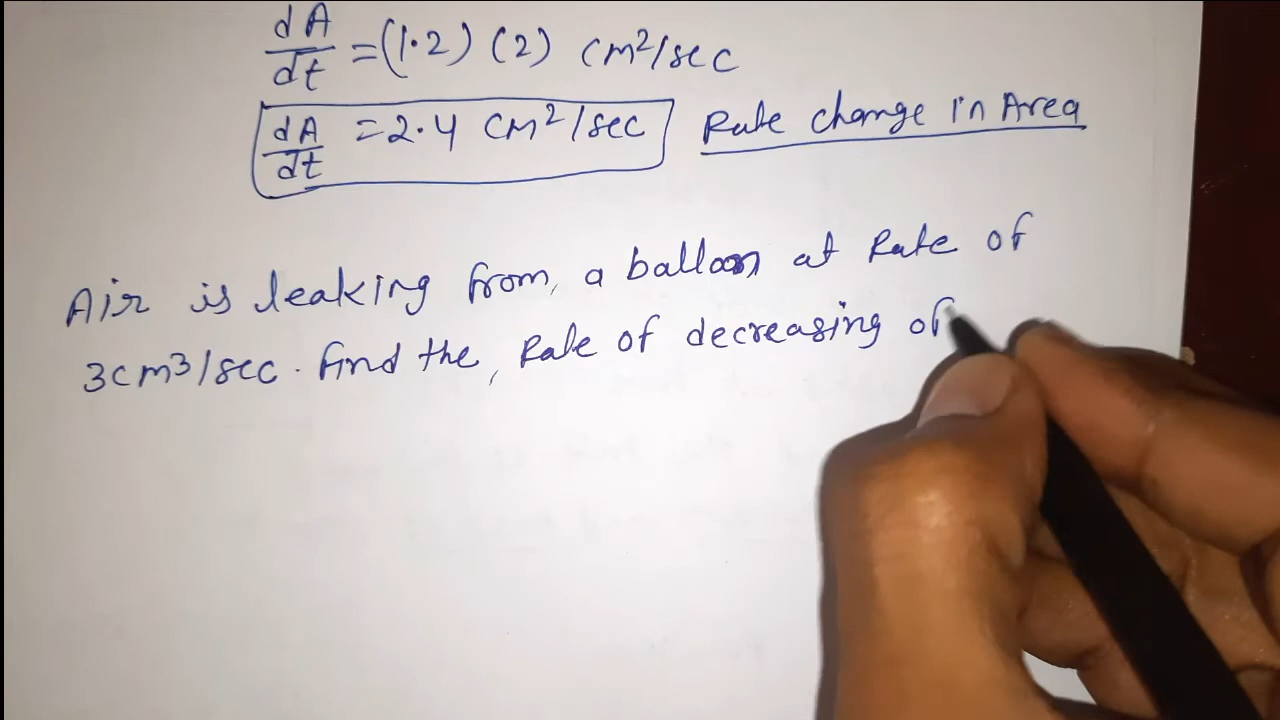 dA/dt = (1.2) (2) cm²/sec
dA/dt = 2.4 cm²/sec Rate change in Area
Air is leaking from, a balloon at Rate of
3cm³/sec. find the, Rate of decreasing of